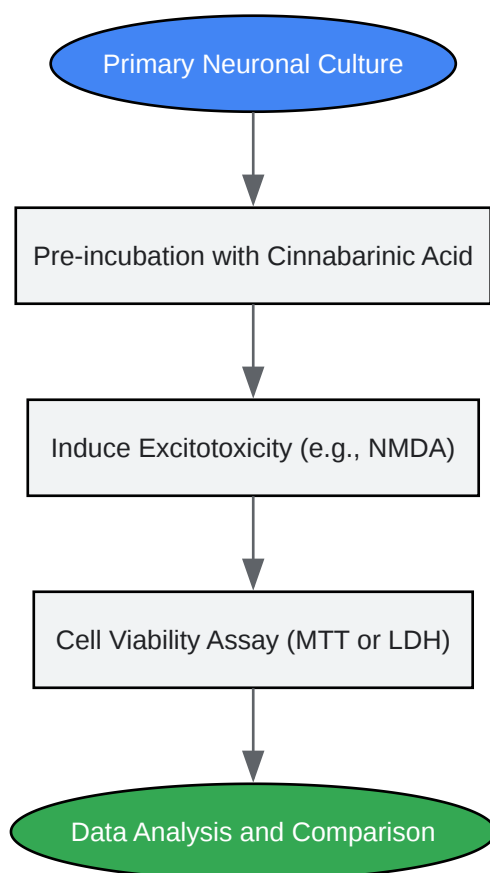 Primary Neuronal Culture
Pre-incubation with Cinnabarinic Acid
Induce Excitotoxicity (e.g., NMDA)
Cell Viability Assay (MTT or LDH)
Data Analysis and Comparison